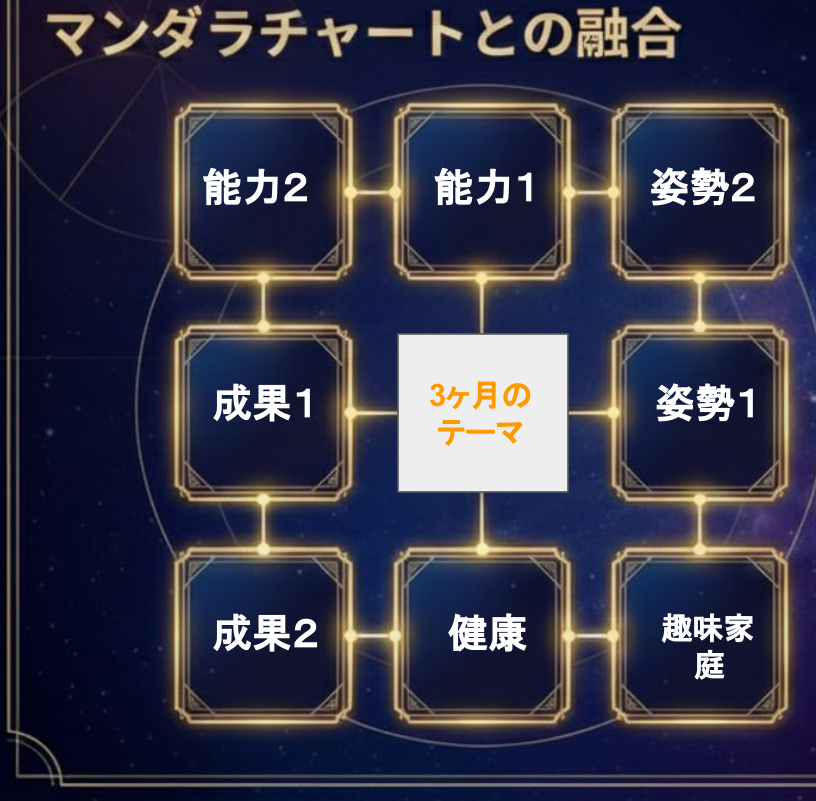 マンダラチャートとの融合
能力2
能力1
姿勢2
成果1
3ヶ月の
テーマ
姿勢1
成果2
健康
趣味家
庭